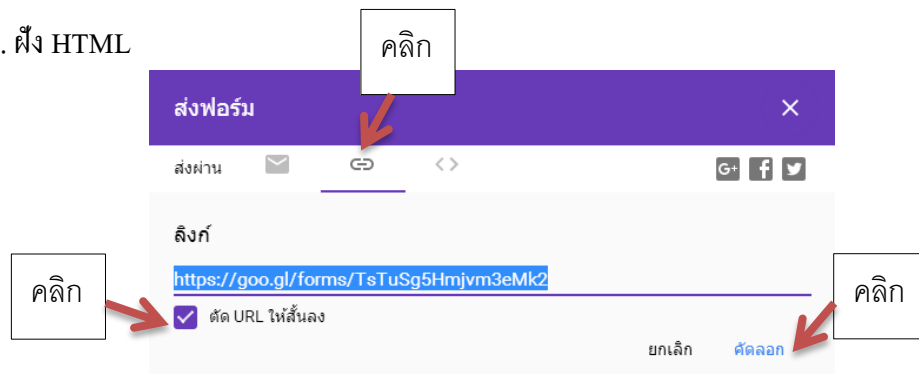 . ฝัง HTML
คลิก
ส่งฟอร์ม
ส่งผ่าน
G+
ลิงก์
https://goo.gl/forms/TsTuSg5Hmjvm3eMk2
คลิก
ตัด URL ให้สั้นลง
คลิก
ยกเลิก คัดลอก